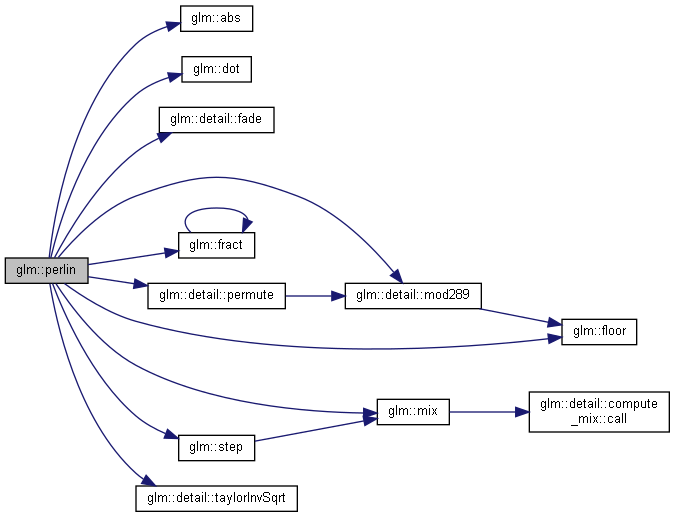 glm::abs
glm::dot
glm::detail::fade
glm::fract
glm::perlin
glm::detail::permute
glm::detail::mod289
glm::floor
glm::mix
glm::detail::compute
_mix::call
glm::step
glm::detail::taylorInvSqrt